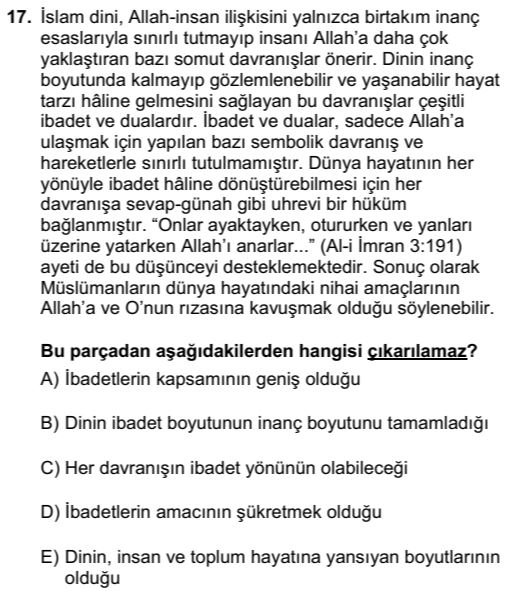 17. İslam dini, Allah-insan ilişkisini yalnızca birtakım inanç
esaslarıyla sınırlı tutmayıp insanı Allah’a daha çok
yaklaştıran bazı somut davranışlar önerir. Dinin inanç
boyutunda kalmayıp gözlemlenebilir ve yaşanabilir hayat
tarzı hâline gelmesini sağlayan bu davranışlar çeşitli
ibadet ve dualardır. İbadet ve dualar, sadece Allah’a
ulaşmak için yapılan bazı sembolik davranış ve
hareketlerle sınırlı tutulmamıştır. Dünya hayatının her
yönüyle ibadet hâline dönüştürebilmesi için her
davranışa sevap-günah gibi uhrevi bir hüküm
bağlanmıştır. “Onlar ayaktayken, otururken ve yanları
üzerine yatarken Allah’ı anarlar...” (Al-i İmran 3:191)
ayeti de bu düşünceyi desteklemektedir. Sonuç olarak
Müslümanların dünya hayatındaki nihai amaçlarının
Allah’a ve O’nun rızasına kavuşmak olduğu söylenebilir.
Bu parçadan aşağıdakilerden hangisi çıkarılamaz?
A) İbadetlerin kapsamının geniş olduğu
B) Dinin ibadet boyutunun inanç boyutunu tamamladığı
C) Her davranışın ibadet yönünün olabileceği
D) İbadetlerin amacının şükretmek olduğu
E) Dinin, insan ve toplum hayatına yansıyan boyutlarının
olduğu